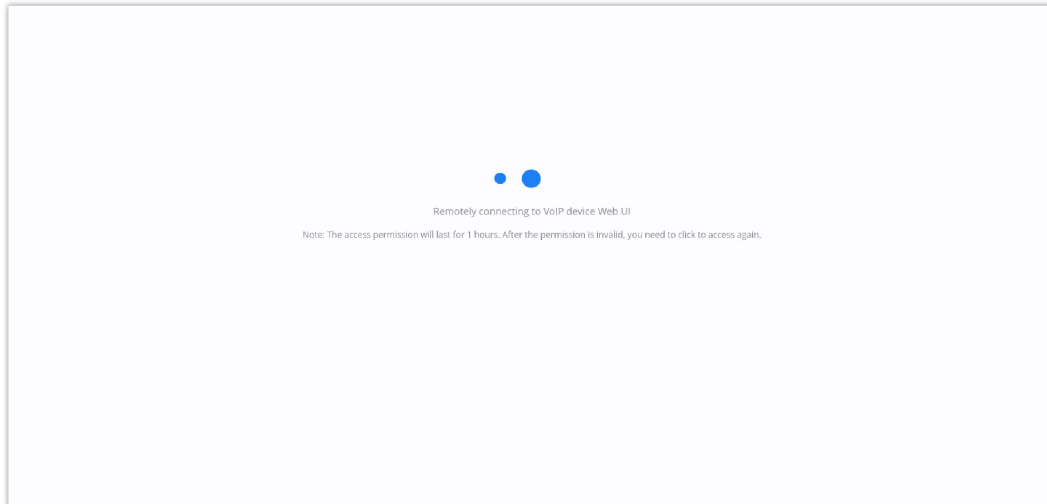 Remotely connecting to VoIP device Web UI
Note: The access permission will last for 1 hours. After the permission is invalid, you need to click to access again.